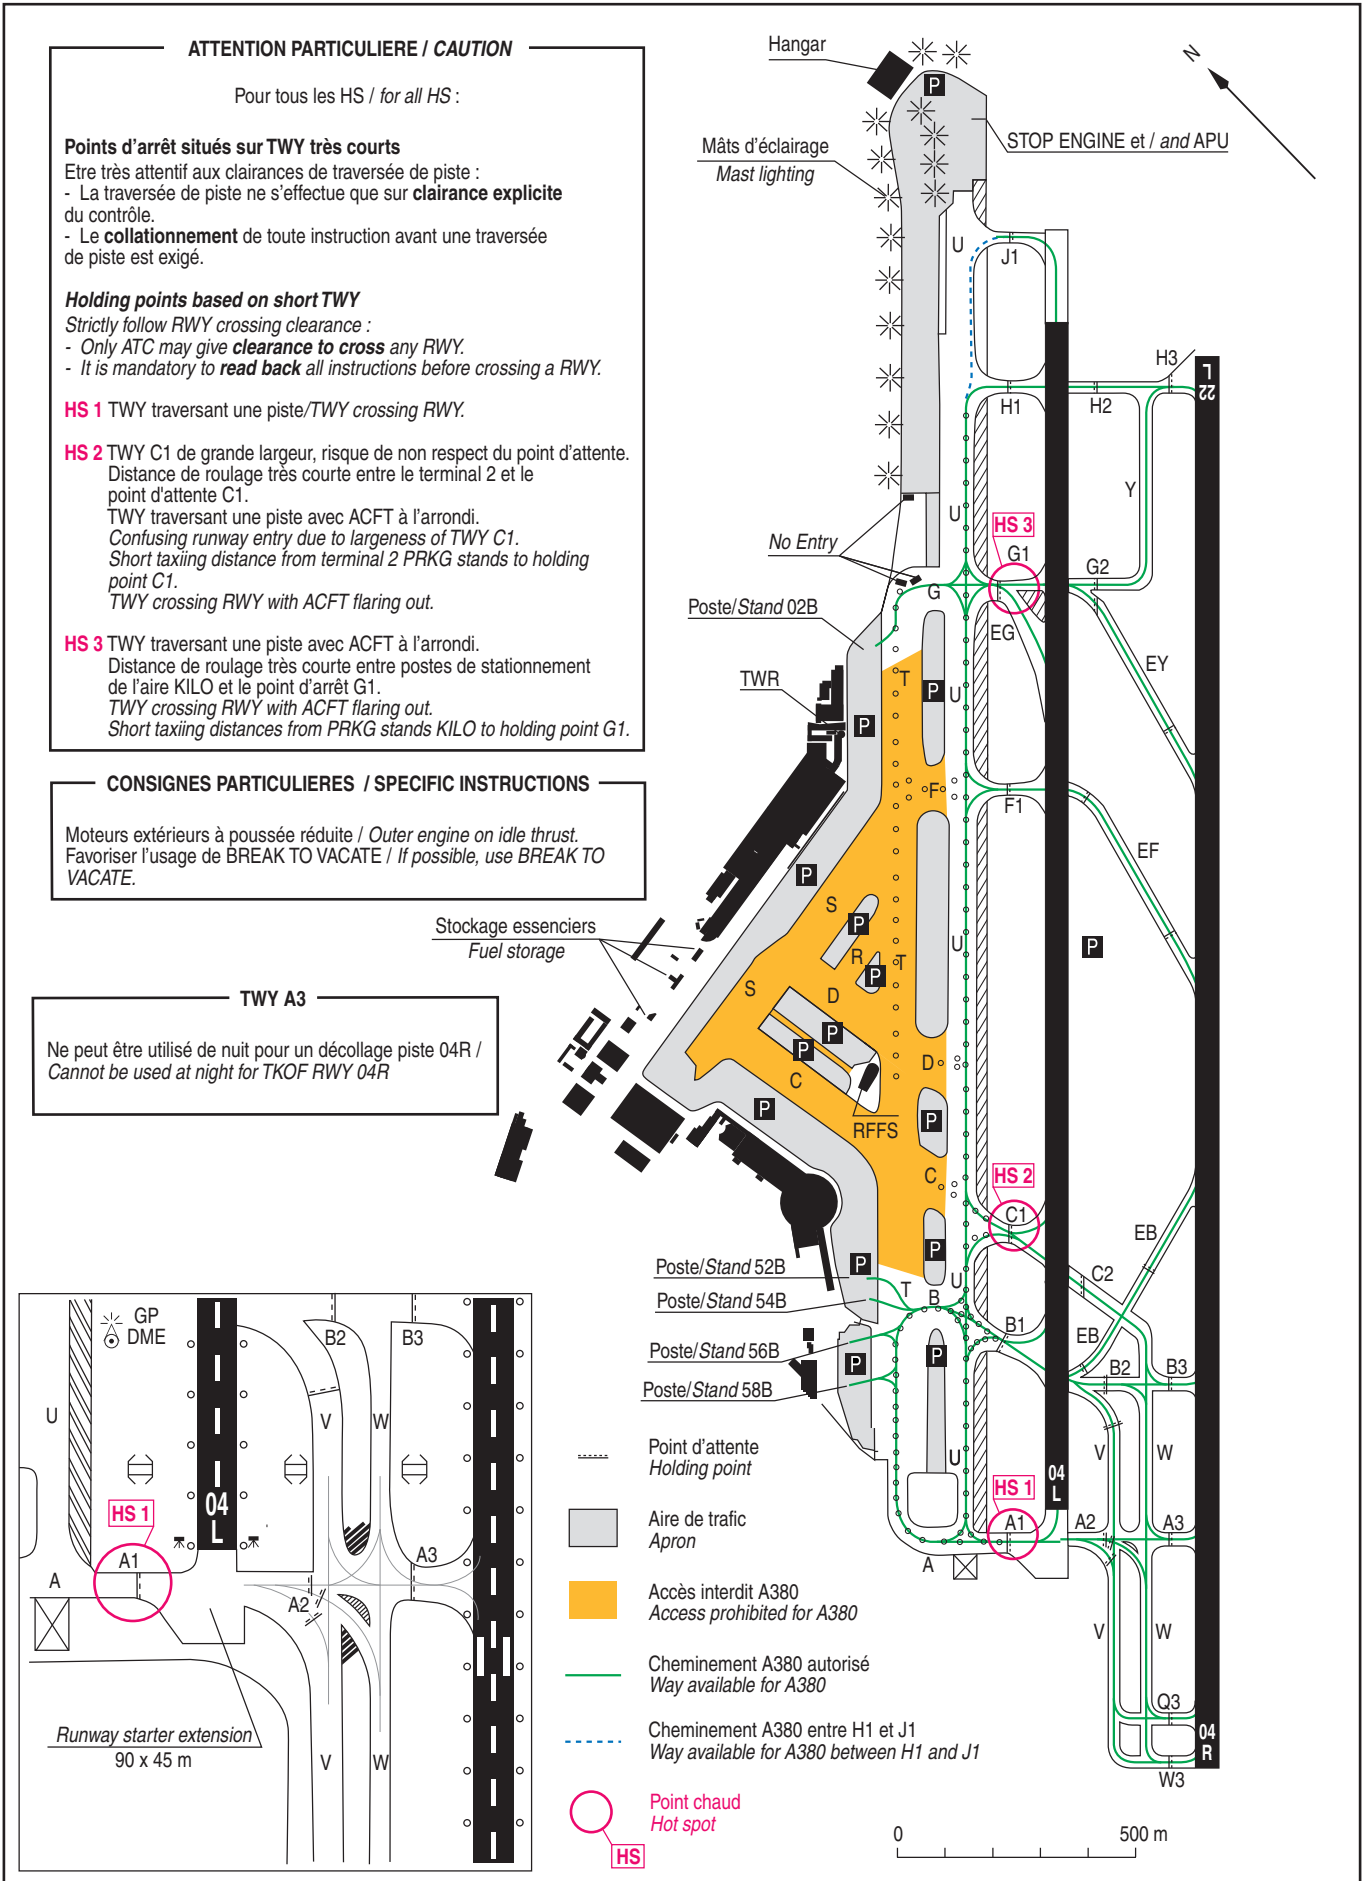 ATTENTION PARTICULIERE / CAUTION
Pour tous les HS / for all HS :
Points d'arrêt situés sur TWY très courts
Etre très attentif aux clairances de traversée de piste :
- La traversée de piste ne s'effectue que sur clairance explicite
du contrôle.
- Le collationnement de toute instruction avant une traversée
de piste est exigé.
Holding points based on short TWY
Strictly follow RWY crossing clearance :
- Only ATC may give clearance to cross any RWY.
- It is mandatory to read back all instructions before crossing a RWY.
HS 1 TWY traversant une piste/TWY crossing RWY.
HS 2 TWY C1 de grande largeur, risque de non respect du point d'attente.
Distance de roulage très courte entre le terminal 2 et le
point d'attente C1.
TWY traversant une piste avec ACFT à l'arrondi.
Confusing runway entry due to largeness of TWY C1.
Short taxiing distance from terminal 2 PRKG stands to holding
point C1.
TWY crossing RWY with ACFT flaring out.
HS 3 TWY traversant une piste avec ACFT à l'arrondi.
Distance de roulage très courte entre postes de stationnement
de l'aire KILO et le point d'arrêt G1.
TWY crossing RWY with ACFT flaring out.
Short taxiing distances from PRKG stands KILO to holding point G1.
CONSIGNES PARTICULIERES / SPECIFIC INSTRUCTIONS
Moteurs extérieurs à poussée réduite / Outer engine on idle thrust.
Favoriser l'usage de BREAK TO VACATE / If possible, use BREAK TO
VACATE.
TWY A3
Ne peut être utilisé de nuit pour un décollage piste 04R /
Cannot be used at night for TKOF RWY 04R
Hangar
P
N
STOP ENGINE et / and APU
Mâts d'éclairage
Mast lighting
U
J1
H3
22
L
H1
H2
Y
U
HS 3
No Entry
G1
G2
G
Poste/Stand 02B
EG
EY
T
TWR
P
U
P
F
F1
EF
P
S
P
Stockage essenciers
Fuel storage
R
T
U
P
P
S
D
P
P
C
D
P
RFFS
P
C
HS 2
C1
EB
P
Poste/Stand 52B
P
C2
T
U
Poste/Stand 54B
B
B1
EB
Poste/Stand 56B
P
P
B2
B3
Poste/Stand 58B
V
W
U
04
L
HS 1
A1
A2
A3
A
V
W
Q3
04
R
W3
GP
DME
B2
B3
U
V
W
04
L
HS 1
A1
A3
A
A2
Runway starter extension
90 x 45 m
V
W
Point d'attente
Holding point
Aire de trafic
Apron
Accès interdit A380
Access prohibited for A380
Cheminement A380 autorisé
Way available for A380
Cheminement A380 entre H1 et J1
Way available for A380 between H1 and J1
Point chaud
Hot spot
HS
0
500 m